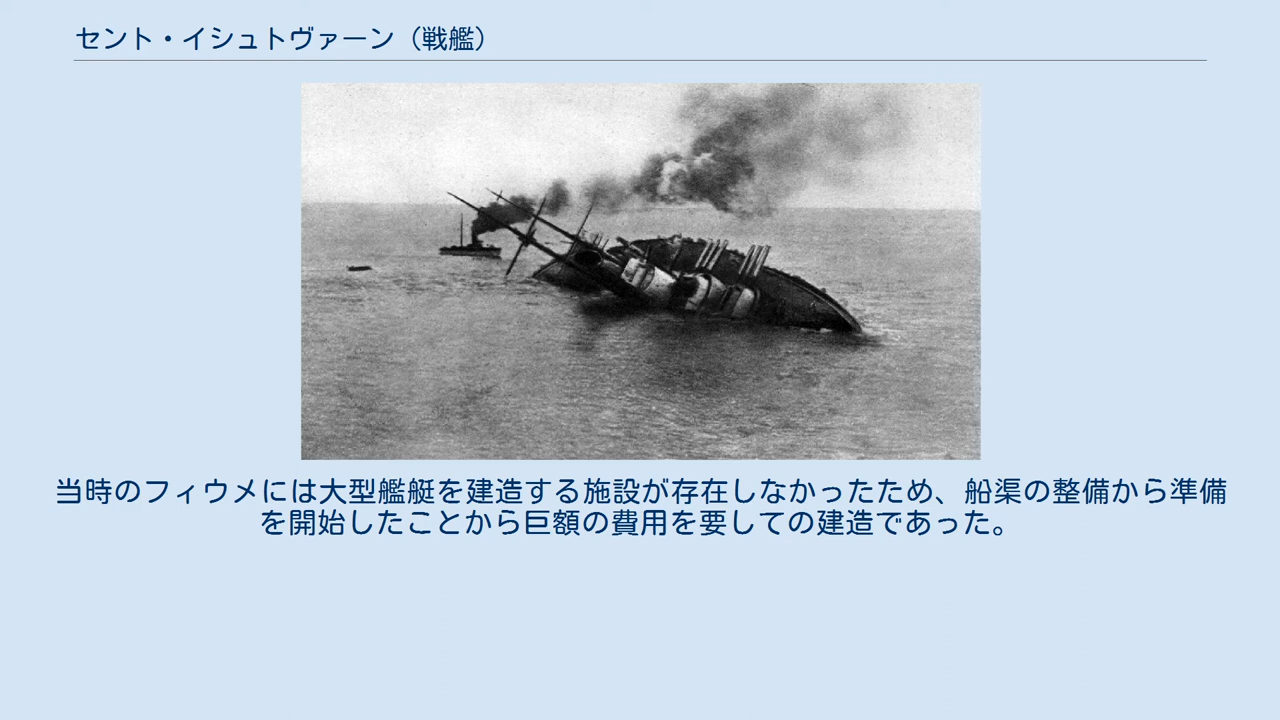 セント・イシュトヴァーン（戦艦）
当時のフィウメには大型艦艇を建造する施設が存在しなかったため、船渠の整備から準備
を開始したことから巨額の費用を要しての建造であった。